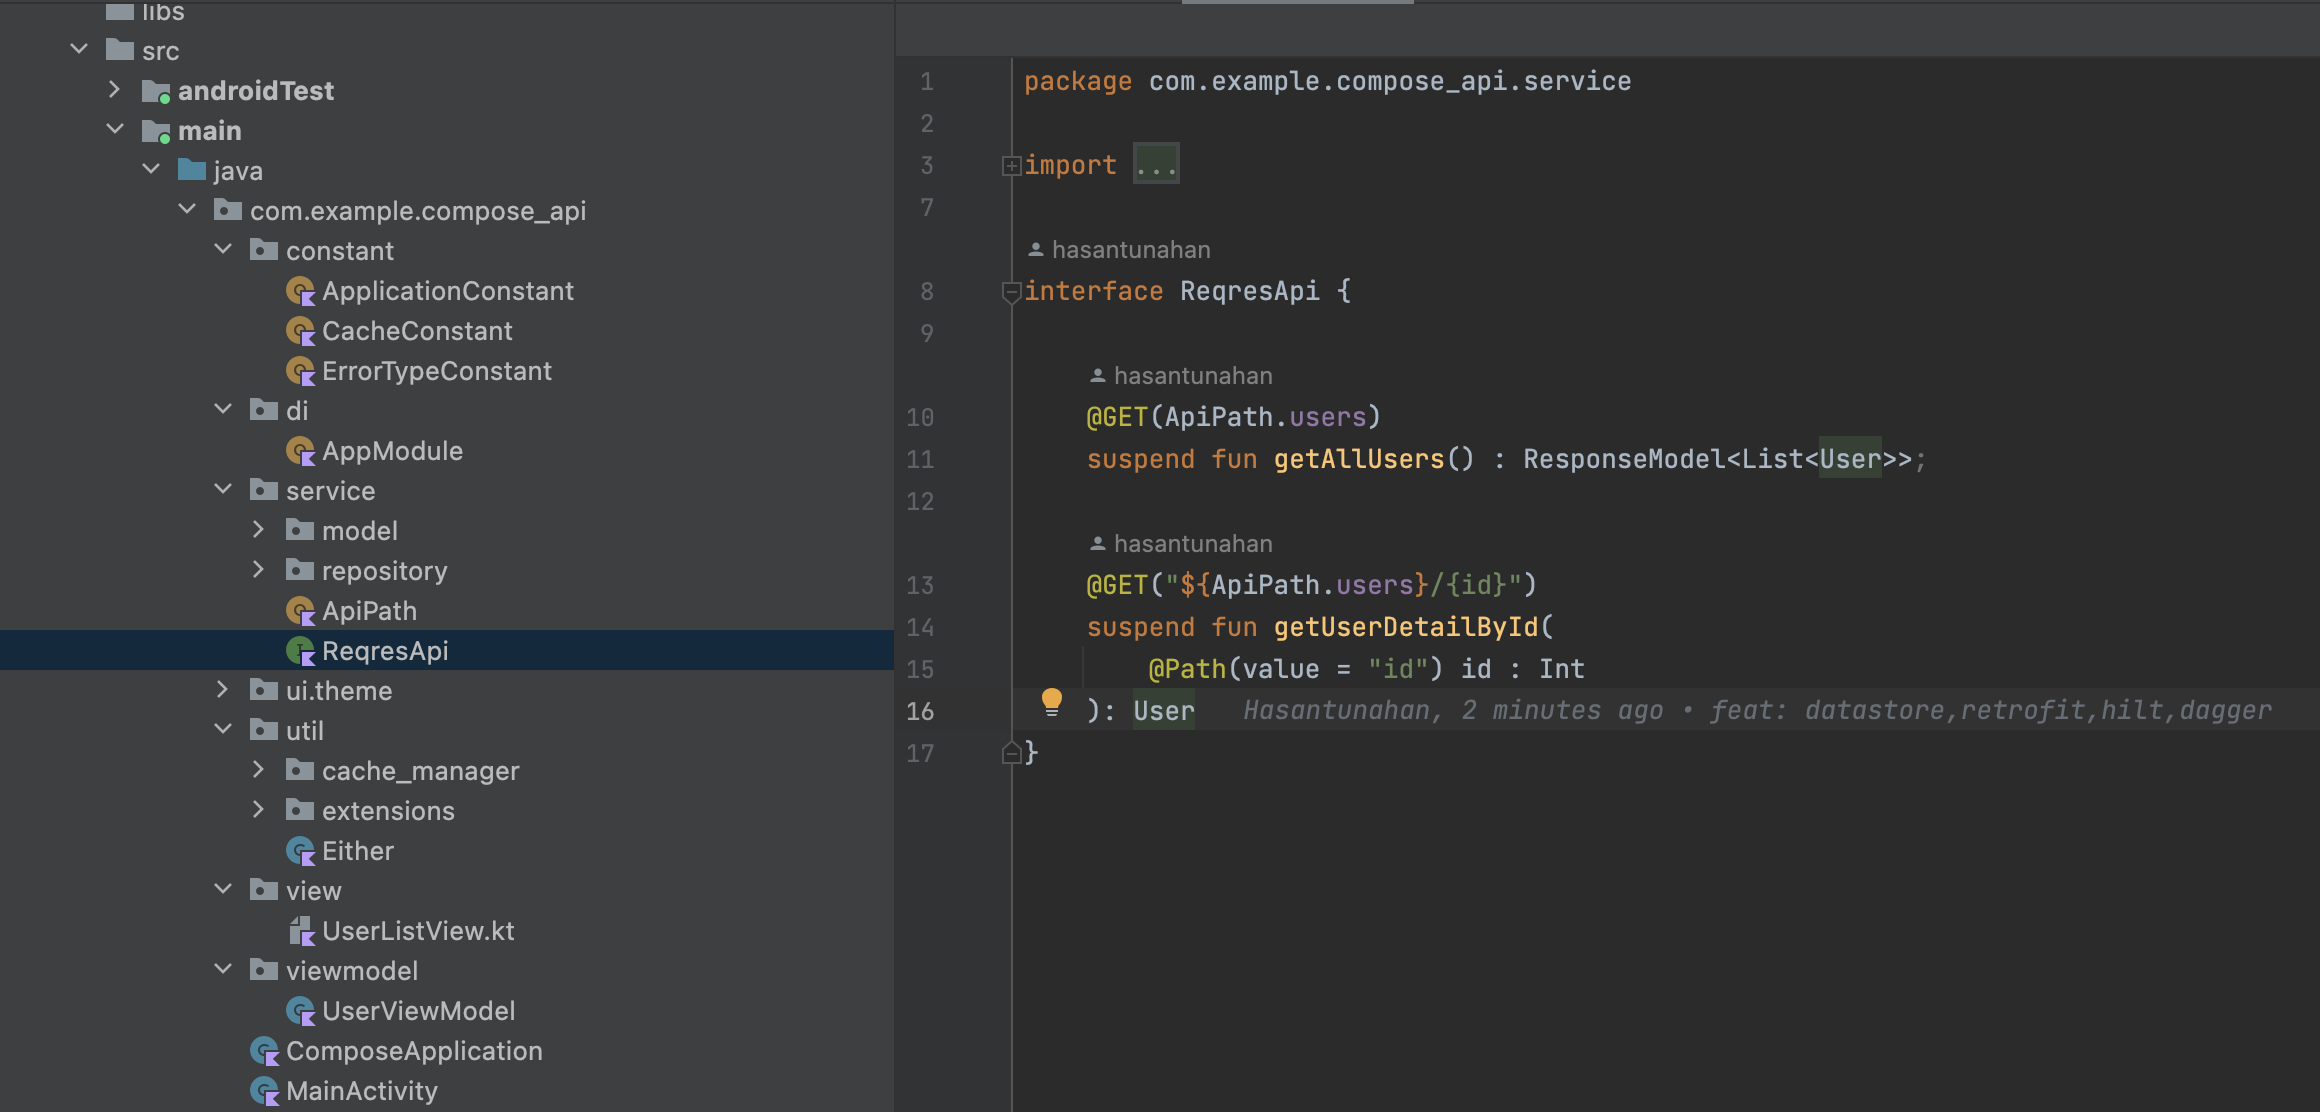 libs
src
androidTest
main
java
com.example.compose_api
constant
ApplicationConstant
CacheConstant
ErrorTypeConstant
di
AppModule
service
model
repository
ApiPath
ReqresApi
ui.theme
util
cache_manager
extensions
Either
view
UserListView.kt
viewmodel
UserViewModel
ComposeApplication
MainActivity
1 package com.example.compose_api.service
2
3 import ...
7
hasantunahan
8 interface ReqresApi {
9
hasantunahan
10 @GET(ApiPath.users)
11 suspend fun getAllUsers() : ResponseModel<List<User>>;
12
hasantunahan
13 @GET("${ApiPath.users}/{id}")
14 suspend fun getUserDetailById(
15 @Path(value = "id") id : Int
16 ): User Hasantunahan, 2 minutes ago • feat: datastore,retrofit,hilt,dagger
17 }